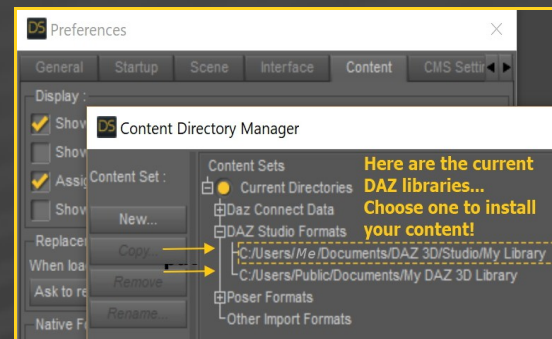 DS Preferences
General Startup Scene Interface Content CMS Settin
Display :
Show
Show
Assig
Show
Replace
When loa
Ask to re
Native F
DS Content Directory Manager
Content Set :
New...
Copy...
Remove
Rename...
Content Sets
Current Directories
Daz Connect Data
DAZ Studio Formats
C:/Users/Me/Documents/DAZ 3D/Studio/My Library
C:/Users/Public/Documents/My DAZ 3D Library
Poser Formats
Other Import Formats
Here are the current
DAZ libraries...
Choose one to install
your content!